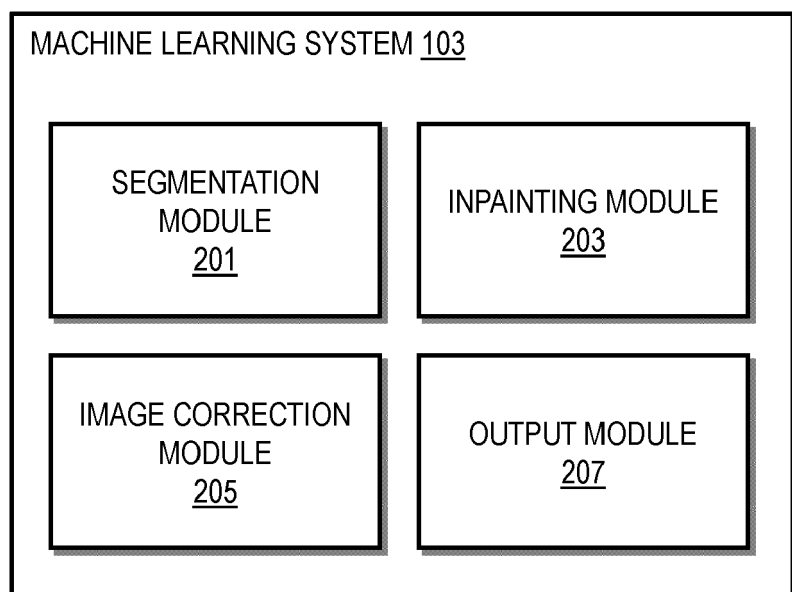 MACHINE LEARNING SYSTEM 103
SEGMENTATION
MODULE
201
INPAINTING MODULE
203
IMAGE CORRECTION
MODULE
205
OUTPUT MODULE
207